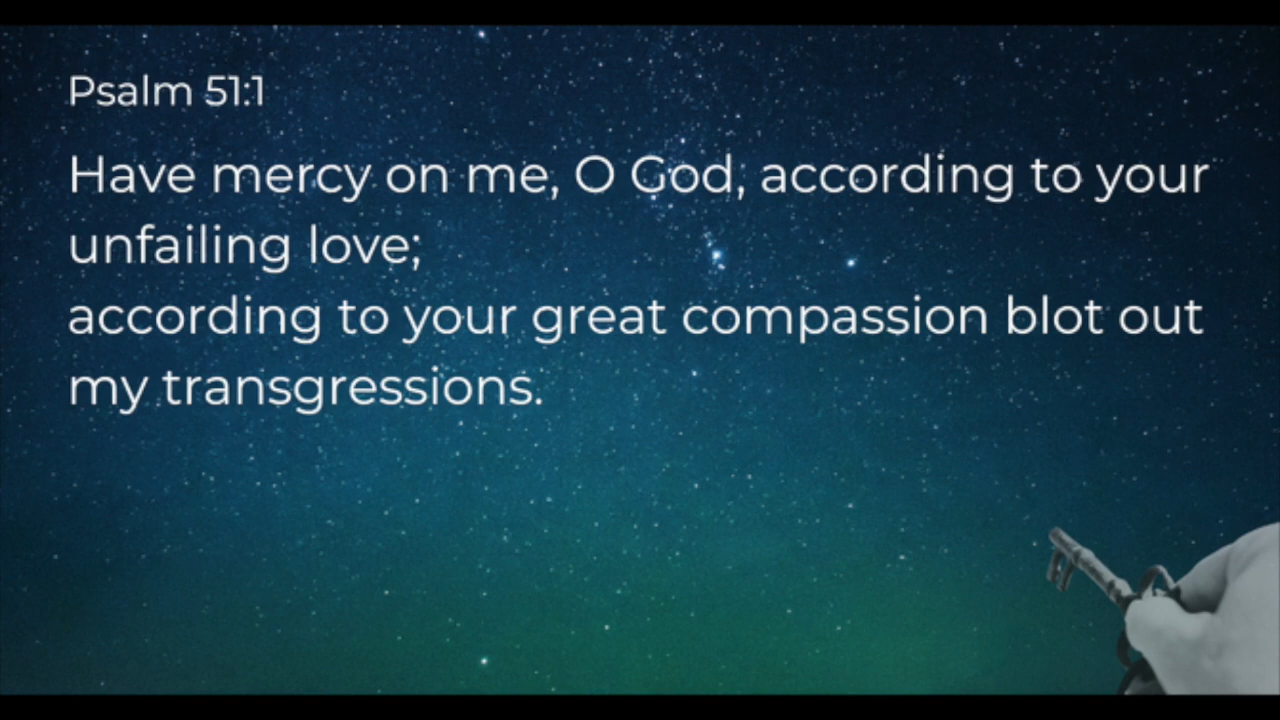 Psalm 51:1
Have mercy on me, O God, according to your
unfailing love;
according to your great compassion blot out
my transgressions.